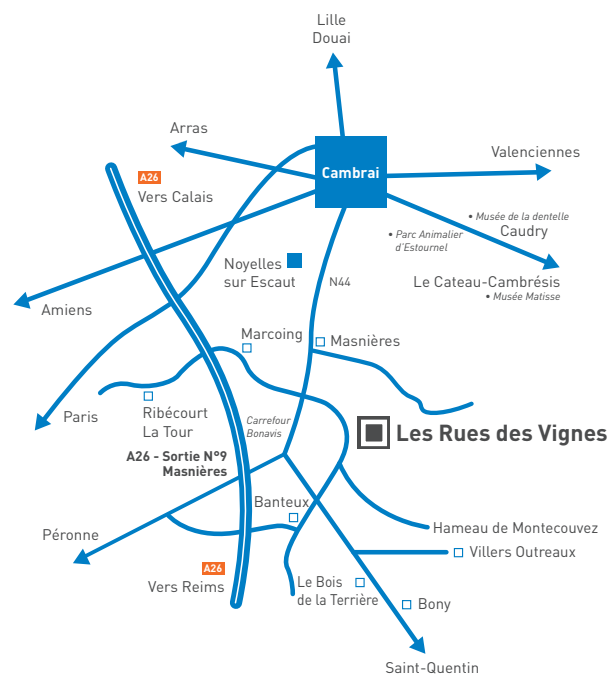 Lille
Douai
Arras
Cambrai
Valenciennes
A26
Vers Calais
• Musée de la dentelle
Caudry
• Parc Animalier
d'Estournel
Noyelles
sur Escaut
N44
Le Cateau-Cambrésis
• Musée Matisse
Amiens
Marcoing
Masnières
Paris
Ribécourt
La Tour
Carrefour
Bonavis
Les Rues des Vignes
A26 - Sortie N°9
Masnières
Banteux
Péronne
Hameau de Montecouvez
Villers Outreaux
A26
Vers Reims
Le Bois
de la Terrière
Bony
Saint-Quentin